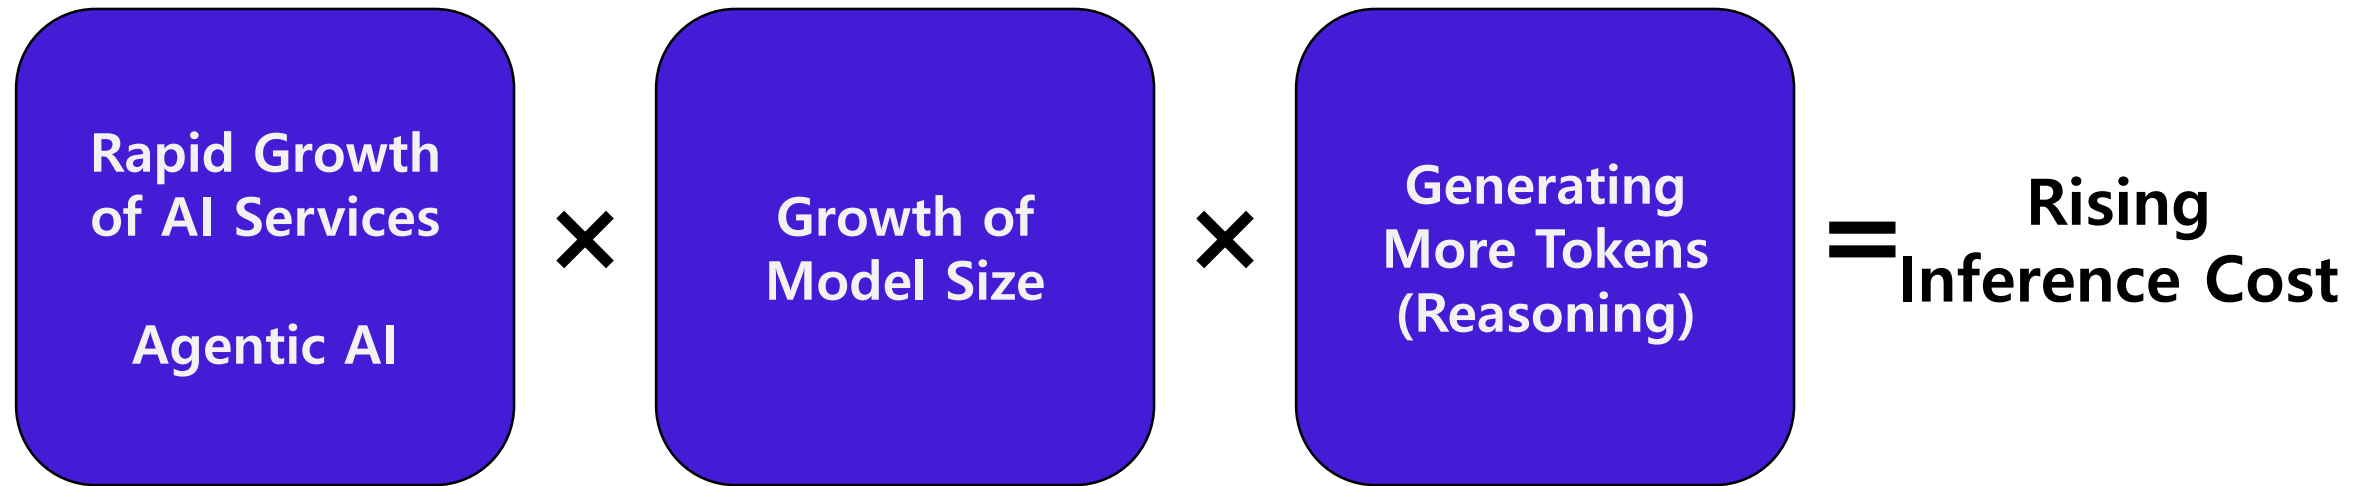 Rapid Growth
of AI Services
Agentic AI
×
Growth of
Model Size
×
Generating
More Tokens
(Reasoning)
=
Rising
Inference Cost